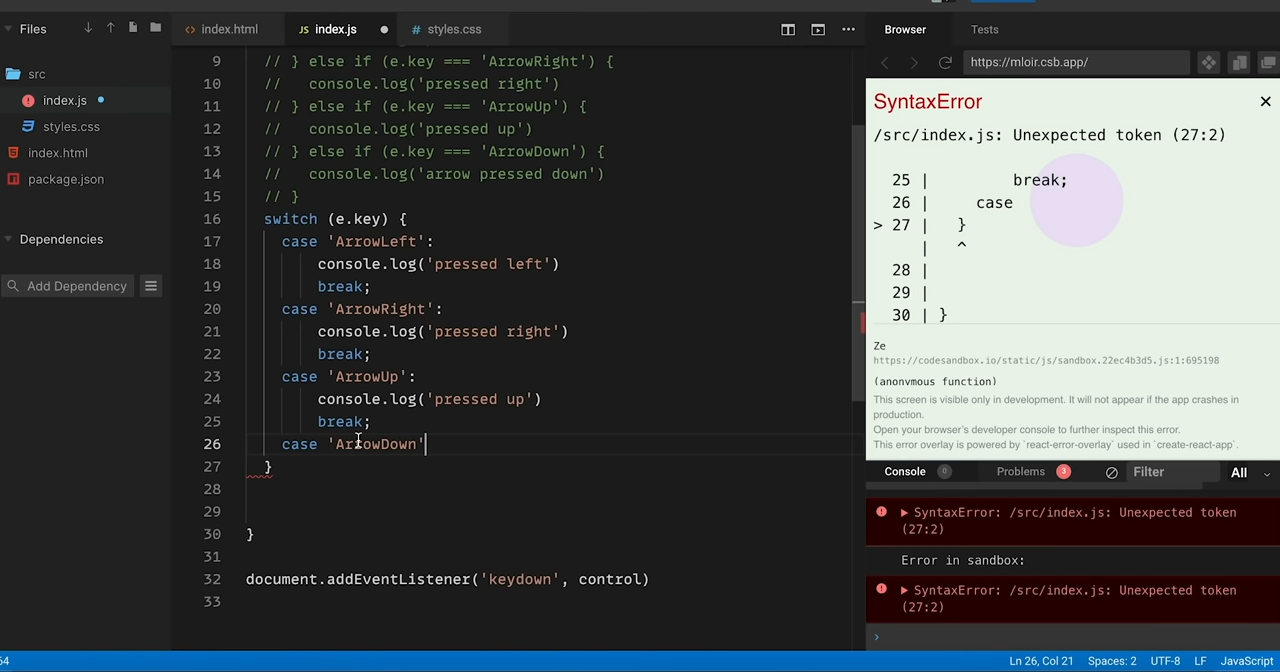 Files
index.html
JS index.js
# styles.css
Browser
Tests
src
index.js
styles.css
index.html
package.json
Dependencies
Add Dependency
9 // } else if (e.key === 'ArrowRight') {
10 //   console.log('pressed right')
11 // } else if (e.key === 'ArrowUp') {
12 //   console.log('pressed up')
13 // } else if (e.key === 'ArrowDown') {
14 //   console.log('arrow pressed down')
15 // }
16 switch (e.key) {
17 case 'ArrowLeft':
18 console.log('pressed left')
19 break;
20 case 'ArrowRight':
21 console.log('pressed right')
22 break;
23 case 'ArrowUp':
24 console.log('pressed up')
25 break;
26 case 'ArrowDown'
27 }
28
29
30 }
31
32 document.addEventListener('keydown', control)
33
https://mloir.csb.app/
SyntaxError
/src/index.js: Unexpected token (27:2)
25 | break;
26 | case
> 27 | }
| ^
28 |
29 |
30 | }
Ze
https://codesandbox.io/static/js/sandbox.22ec4b3d5.js:1:695198
(anonymous function)
This screen is visible only in development. It will not appear if the app crashes in
production.
Open your browser's developer console to further inspect this error.
This error overlay is powered by `react-error-overlay` used in `create-react-app`.
Console 0
Problems 3
Filter
All
SyntaxError: /src/index.js: Unexpected token
(27:2)
Error in sandbox:
SyntaxError: /src/index.js: Unexpected token
(27:2)
64
Ln 26, Col 21
Spaces: 2
UTF-8
LF
JavaScript